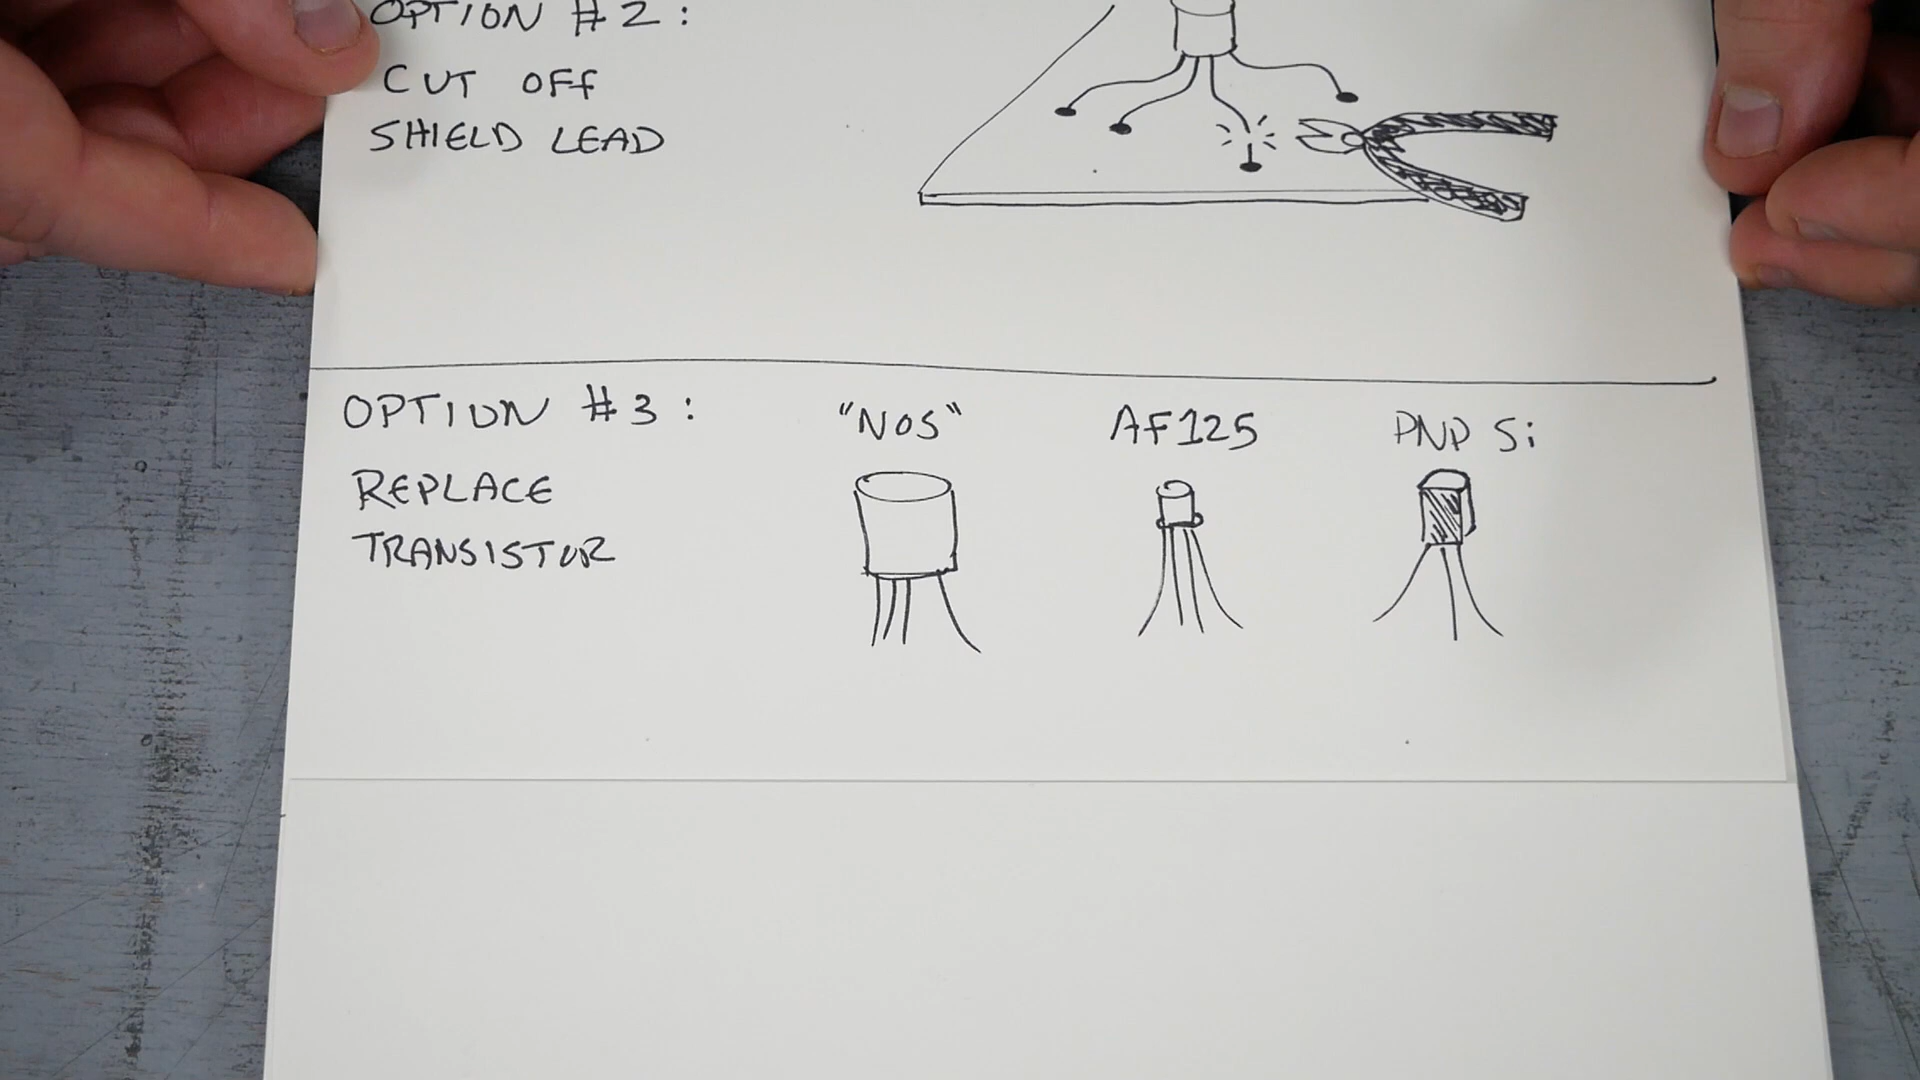 OPTION #2:
CUT OFF
SHIELD LEAD
OPTION #3:
REPLACE
TRANSISTOR
"NOS"
AF125
PNP Si